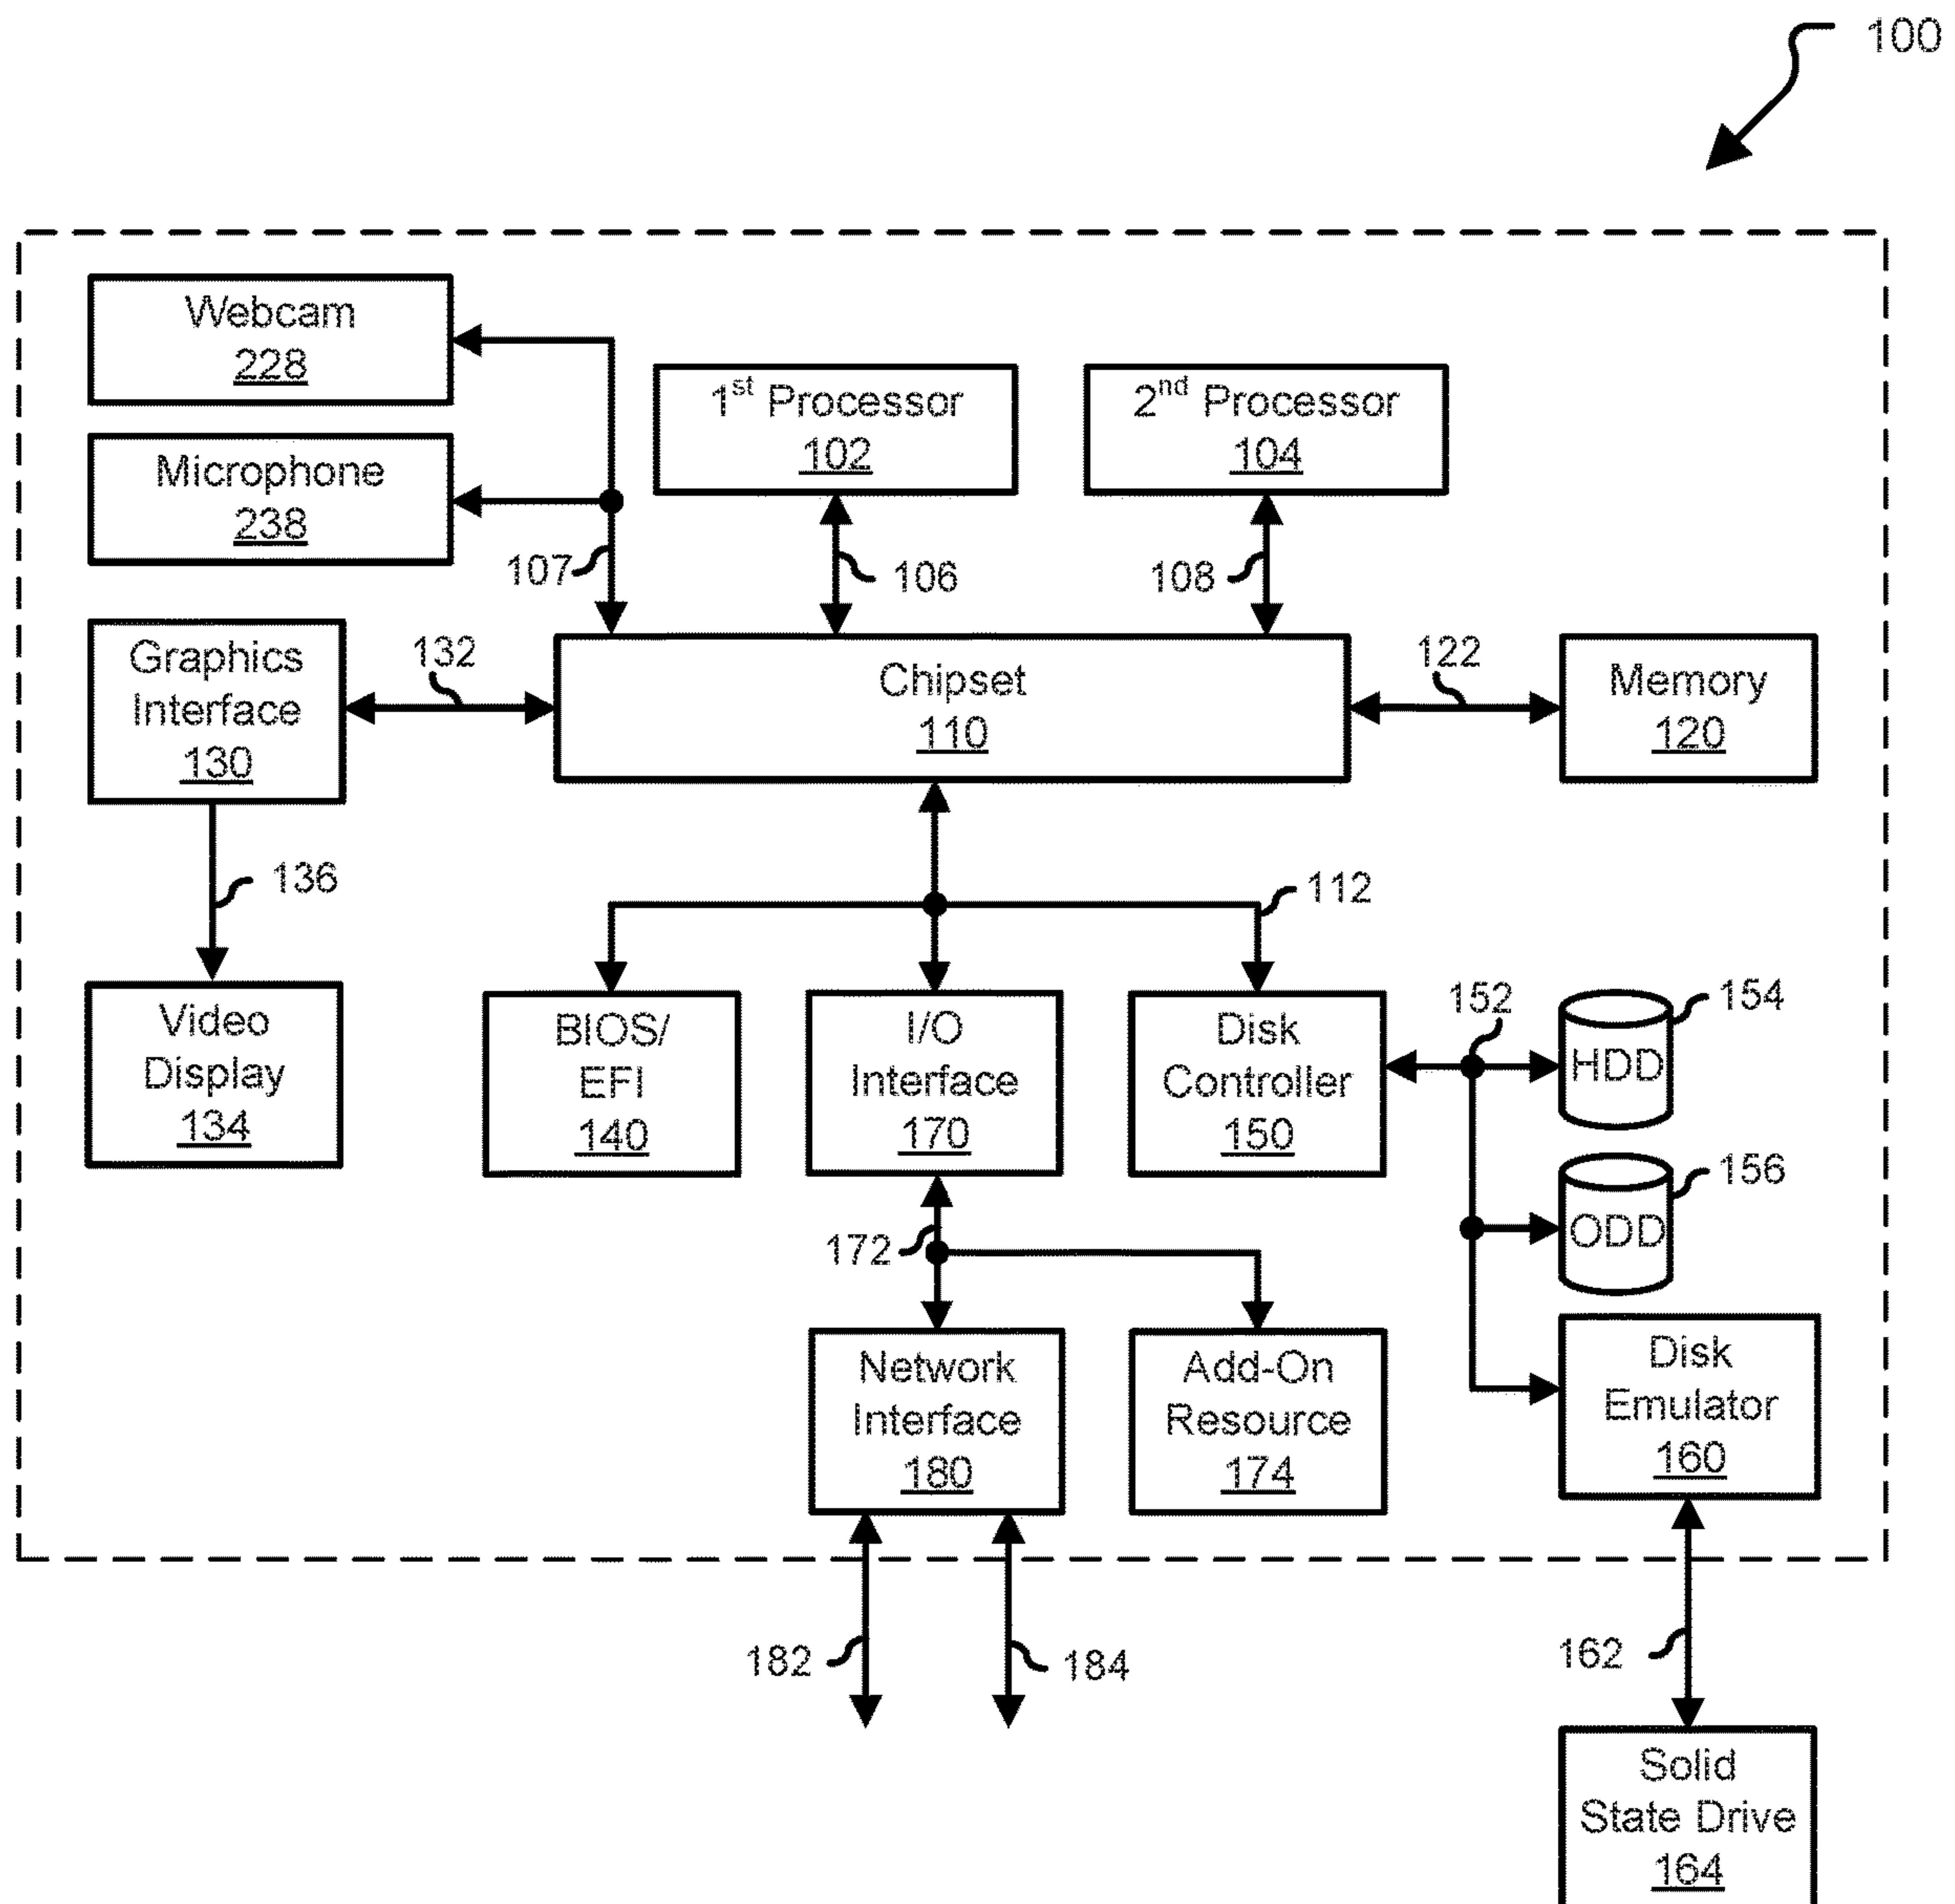 100
Webcam
228
1st Processor
102
2nd Processor
104
Microphone
238
107
106
108
Graphics
Interface
130
132
Chipset
110
122
Memory
120
136
112
Video
Display
134
BIOS/
EFI
140
I/O
Interface
170
Disk
Controller
150
152
HDD
154
ODD
156
172
Network
Interface
180
Add-On
Resource
174
Disk
Emulator
160
182
184
162
Solid
State Drive
164